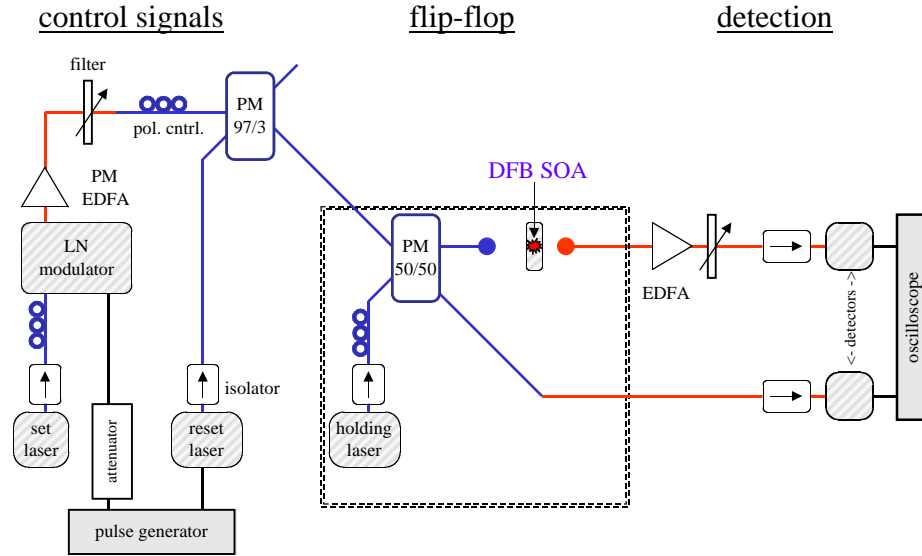 control signals
flip-flop
detection
filter
PM
97/3
pol. cntrl.
PM
EDFA
DFB SOA
LN
modulator
PM
50/50
EDFA
<- detectors ->
oscilloscope
isolator
set
laser
attenuator
reset
laser
holding
laser
pulse generator